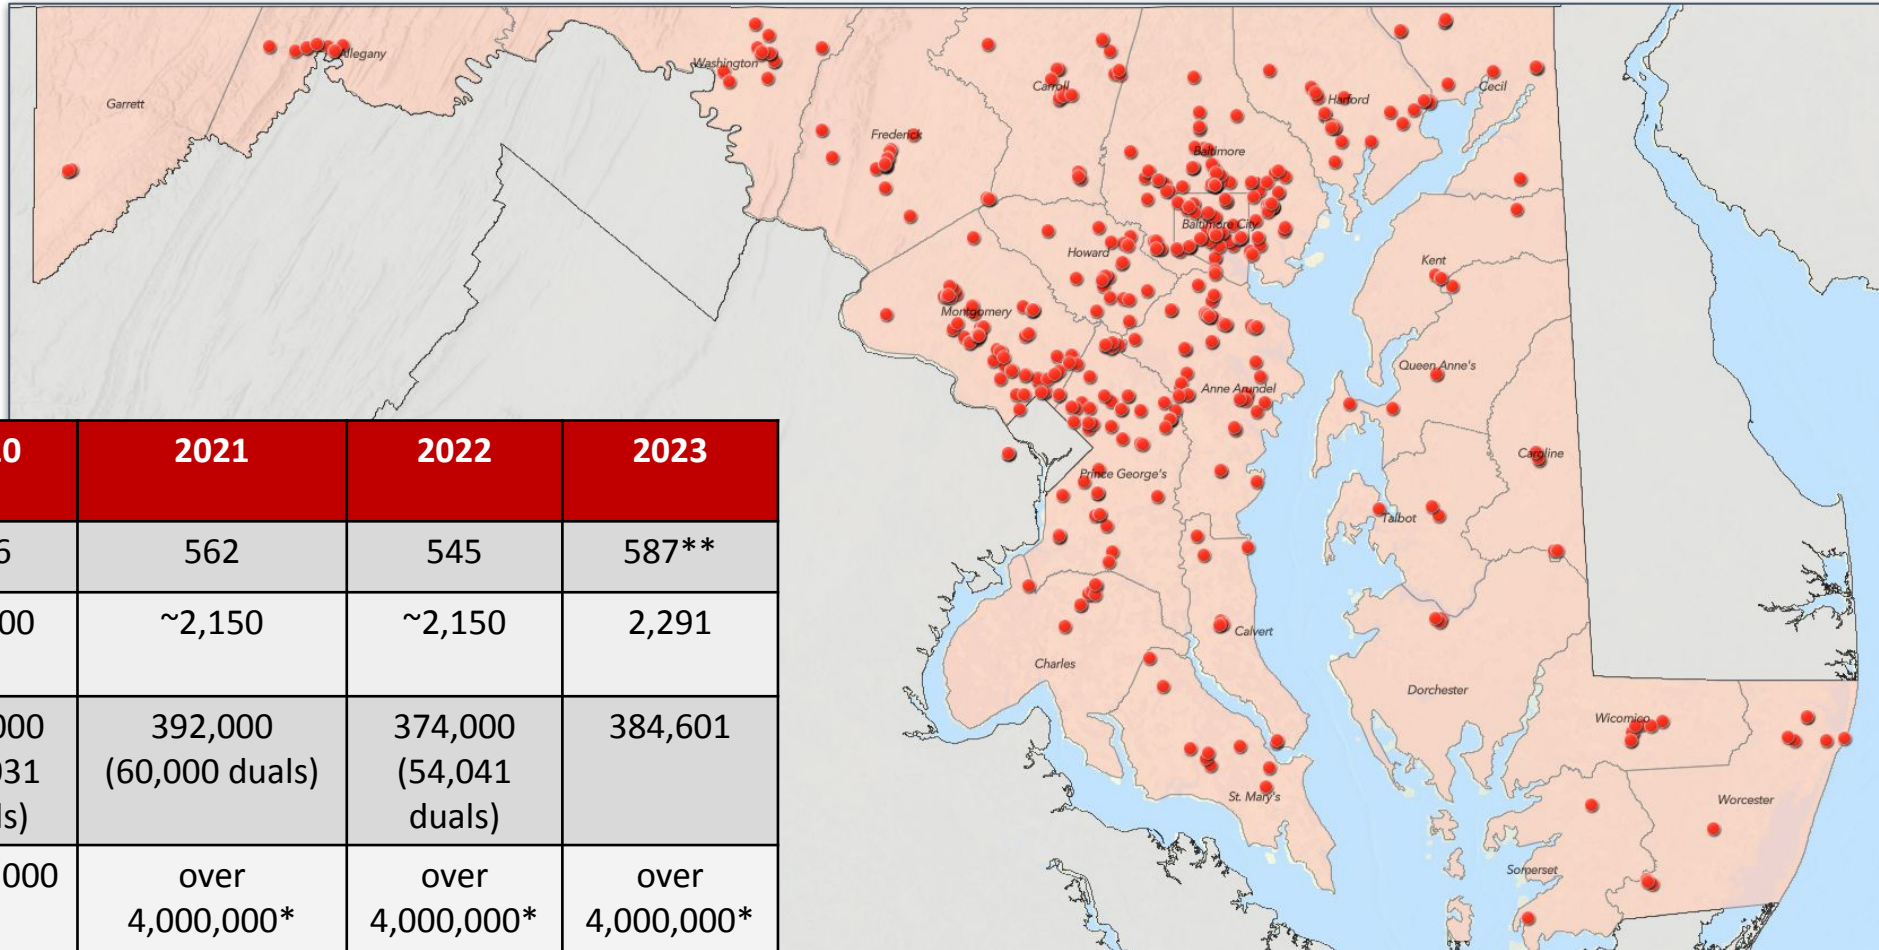 Allegany
Washington
Garrett
Carroll
Harford
Cecil
Frederick
Baltimore
Baltimore City
Howard
Kent
Montgomery
Queen Anne's
Anne Arundel
Caroline
Prince George's
Talbot
Calvert
Charles
Dorchester
Wicomico
St. Mary's
Worcester
Somerset
2021 2022 2023
562 545 587**
~2,150 ~2,150 2,291
392,000 374,000 384,601
(60,000 duals) (54,041
duals)
over over over
4,000,000* 4,000,000* 4,000,000*